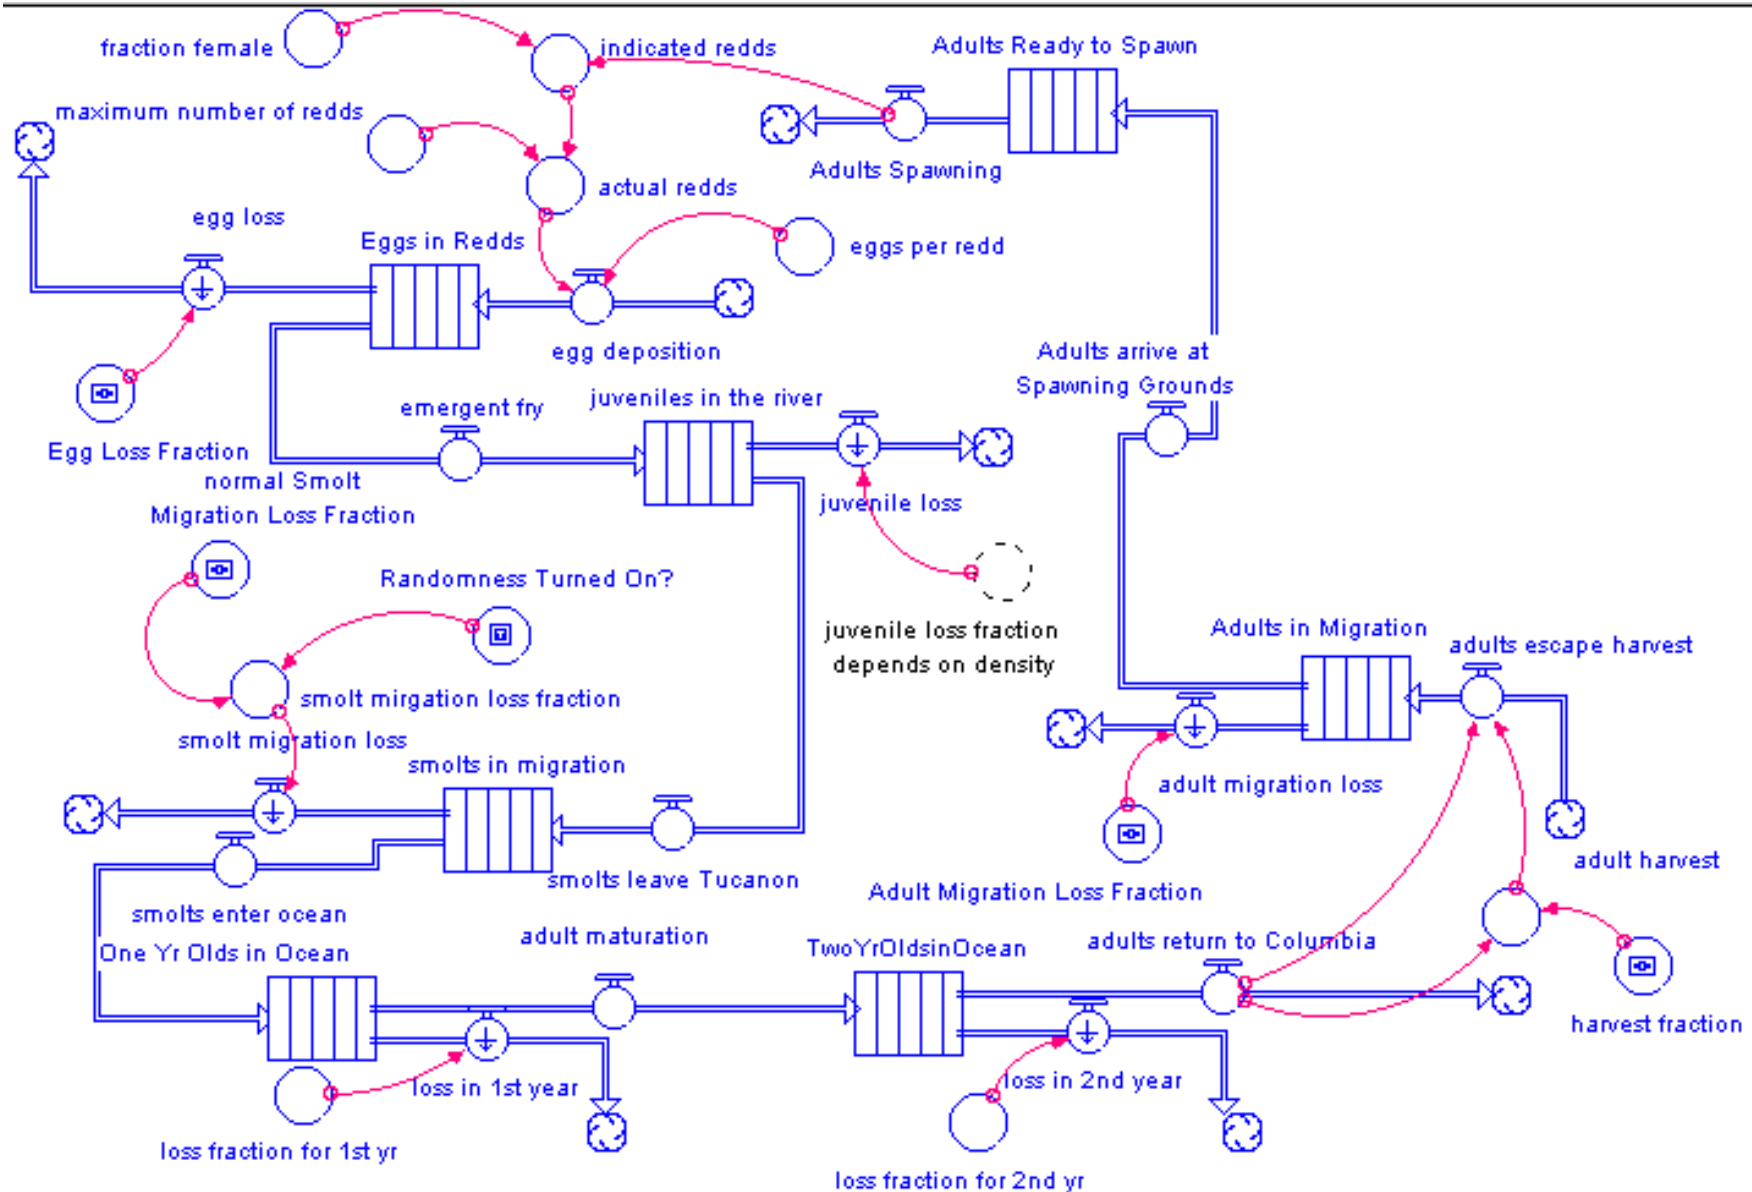 fraction female
indicated redds
Adults Ready to Spawn
maximum number of redds
Adults Spawning
actual redds
egg loss
Eggs in Redds
eggs per redd
egg deposition
Adults arrive at
Spawning Grounds
emergent fry
juveniles in the river
Egg Loss Fraction
normal Smolt
Migration Loss Fraction
juvenile loss
Randomness Turned On?
juvenile loss fraction
depends on density
Adults in Migration
adults escape harvest
smolt mirgation loss fraction
smolt migration loss
smolts in migration
adult migration loss
adult harvest
smolts leave Tucanon
Adult Migration Loss Fraction
smolts enter ocean
adult maturation
One Yr Olds in Ocean
TwoYrOldsinOcean
adults return to Columbia
harvest fraction
loss in 1st year
loss in 2nd year
loss fraction for 1st yr
loss fraction for 2nd yr